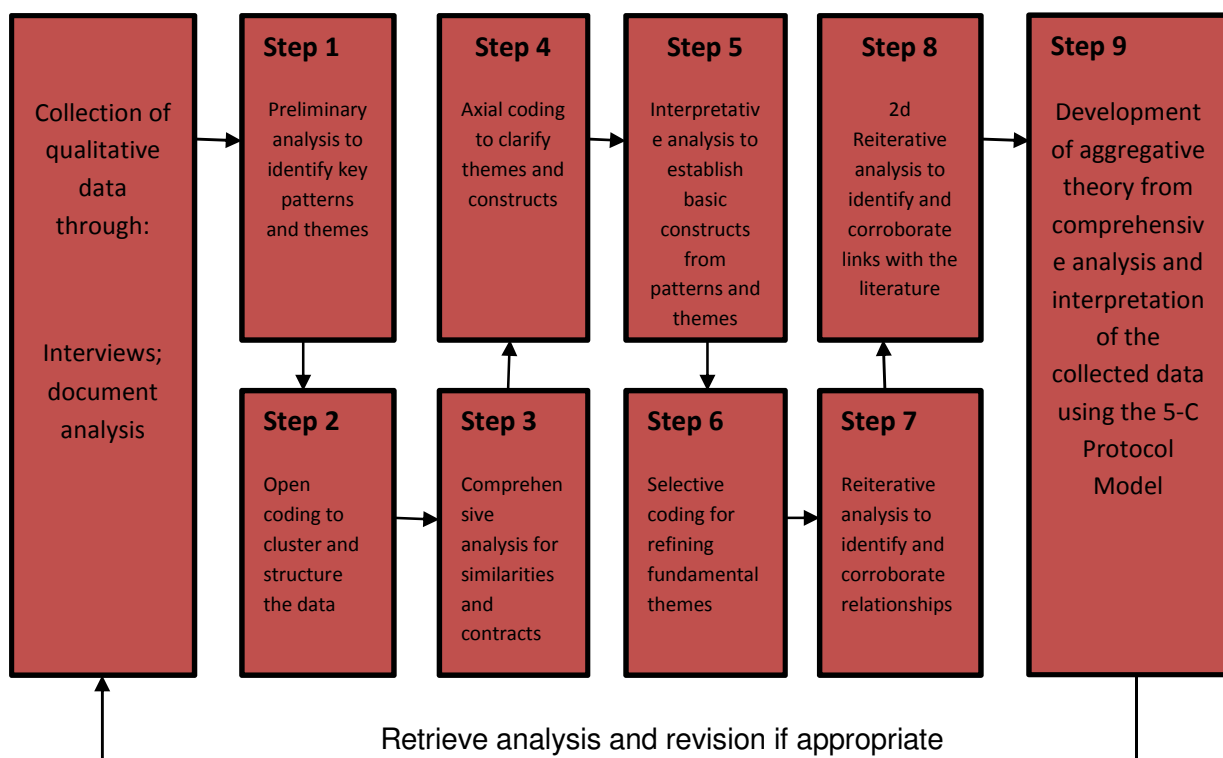 Collection of
qualitative
data
through:
Interviews;
document
analysis
Step 1
Preliminary
analysis to
identify key
patterns
and themes
Step 2
Open
coding to
cluster and
structure
the data
Step 3
Comprehen
sive
analysis for
similarities
and
contracts
Step 4
Axial coding
to clarify
themes and
constructs
Step 5
Interpretativ
e analysis to
establish
basic
constructs
from
patterns and
themes
Step 6
Selective
coding for
refining
fundamental
themes
Step 7
Reiterative
analysis to
identify and
corroborate
relationships
Step 8
2d
Reiterative
analysis to
identify and
corroborate
links with the
literature
Step 9
Development
of aggregative
theory from
comprehensiv
e analysis and
interpretation
of the
collected data
using the 5-C
Protocol
Model
Retrieve analysis and revision if appropriate